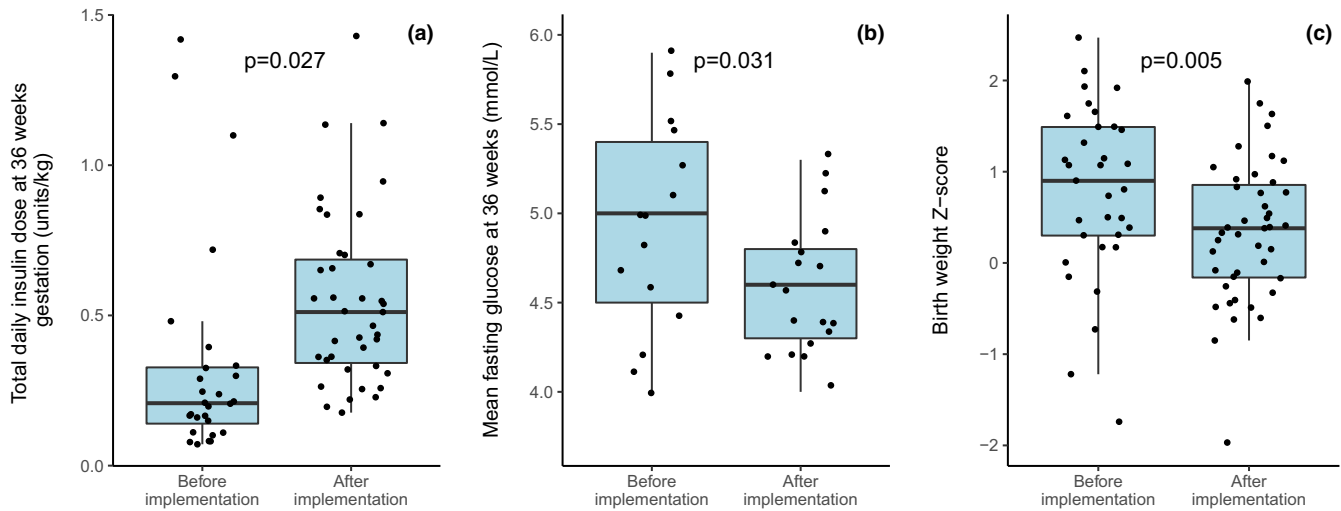 (a)
p=0.027
Total daily insulin dose at 36 weeks
gestation (units/kg)
1.5
1.0
0.5
0.0
Before
implementation
After
implementation
(b)
p=0.031
Mean fasting glucose at 36 weeks (mmol/L)
6.0
5.5
5.0
4.5
4.0
Before
implementation
After
implementation
(c)
p=0.005
Birth weight Z−score
2
1
0
−1
−2
Before
implementation
After
implementation